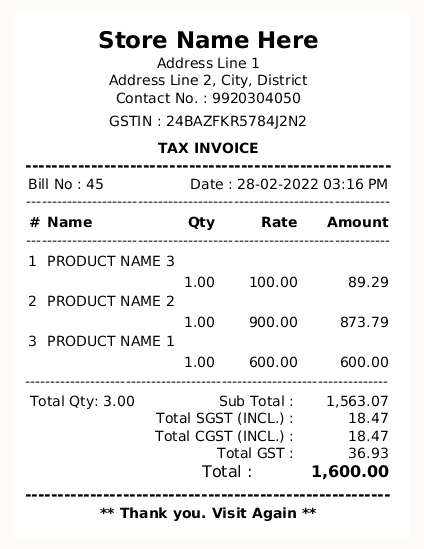 Store Name Here
Address Line 1
Address Line 2, City, District
Contact No. : 9920304050
GSTIN : 24BAZFKR5784J2N2
TAX INVOICE
Bill No : 45 Date : 28-02-2022 03:16 PM
# Name Qty Rate Amount
1 PRODUCT NAME 3
1.00 100.00 89.29
2 PRODUCT NAME 2
1.00 900.00 873.79
3 PRODUCT NAME 1
1.00 600.00 600.00
Total Qty: 3.00 Sub Total : 1,563.07
Total SGST (INCL.) : 18.47
Total CGST (INCL.) : 18.47
Total GST : 36.93
Total : 1,600.00
** Thank you. Visit Again **